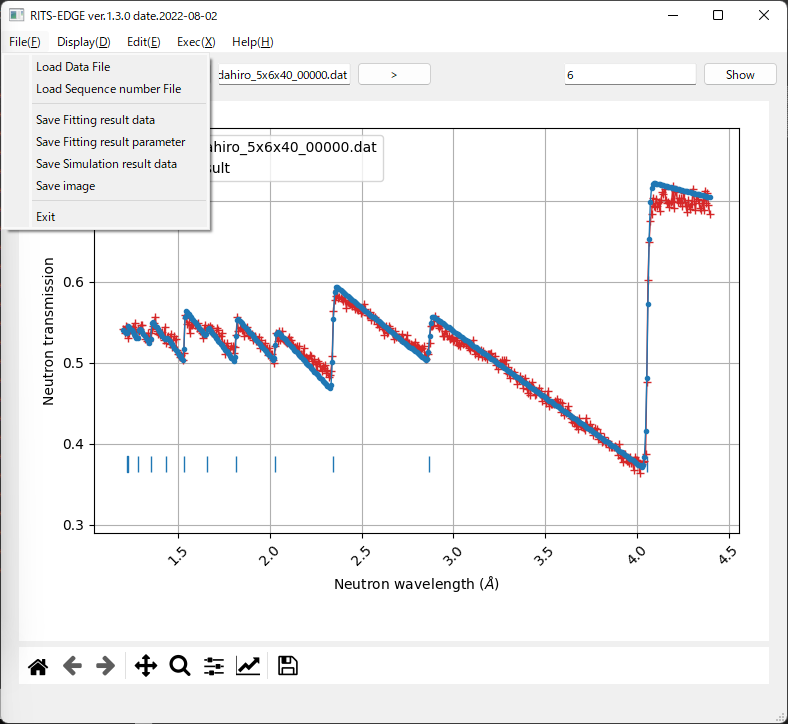 RITS-EDGE ver.1.3.0 date.2022-08-02
File(F) Display(D) Edit(E) Exec(X) Help(H)
dahiro_5x6x40_00000.dat > 6 Show
Load Data File
Load Sequence number File
Save Fitting result data
Save Fitting result parameter
Save Simulation result data
Save image
Exit
ahiro_5x6x40_00000.dat
sult
Neutron transmission
0.6
0.5
0.4
0.3
1.5 2.0 2.5 3.0 3.5 4.0 4.5
Neutron wavelength (Å)